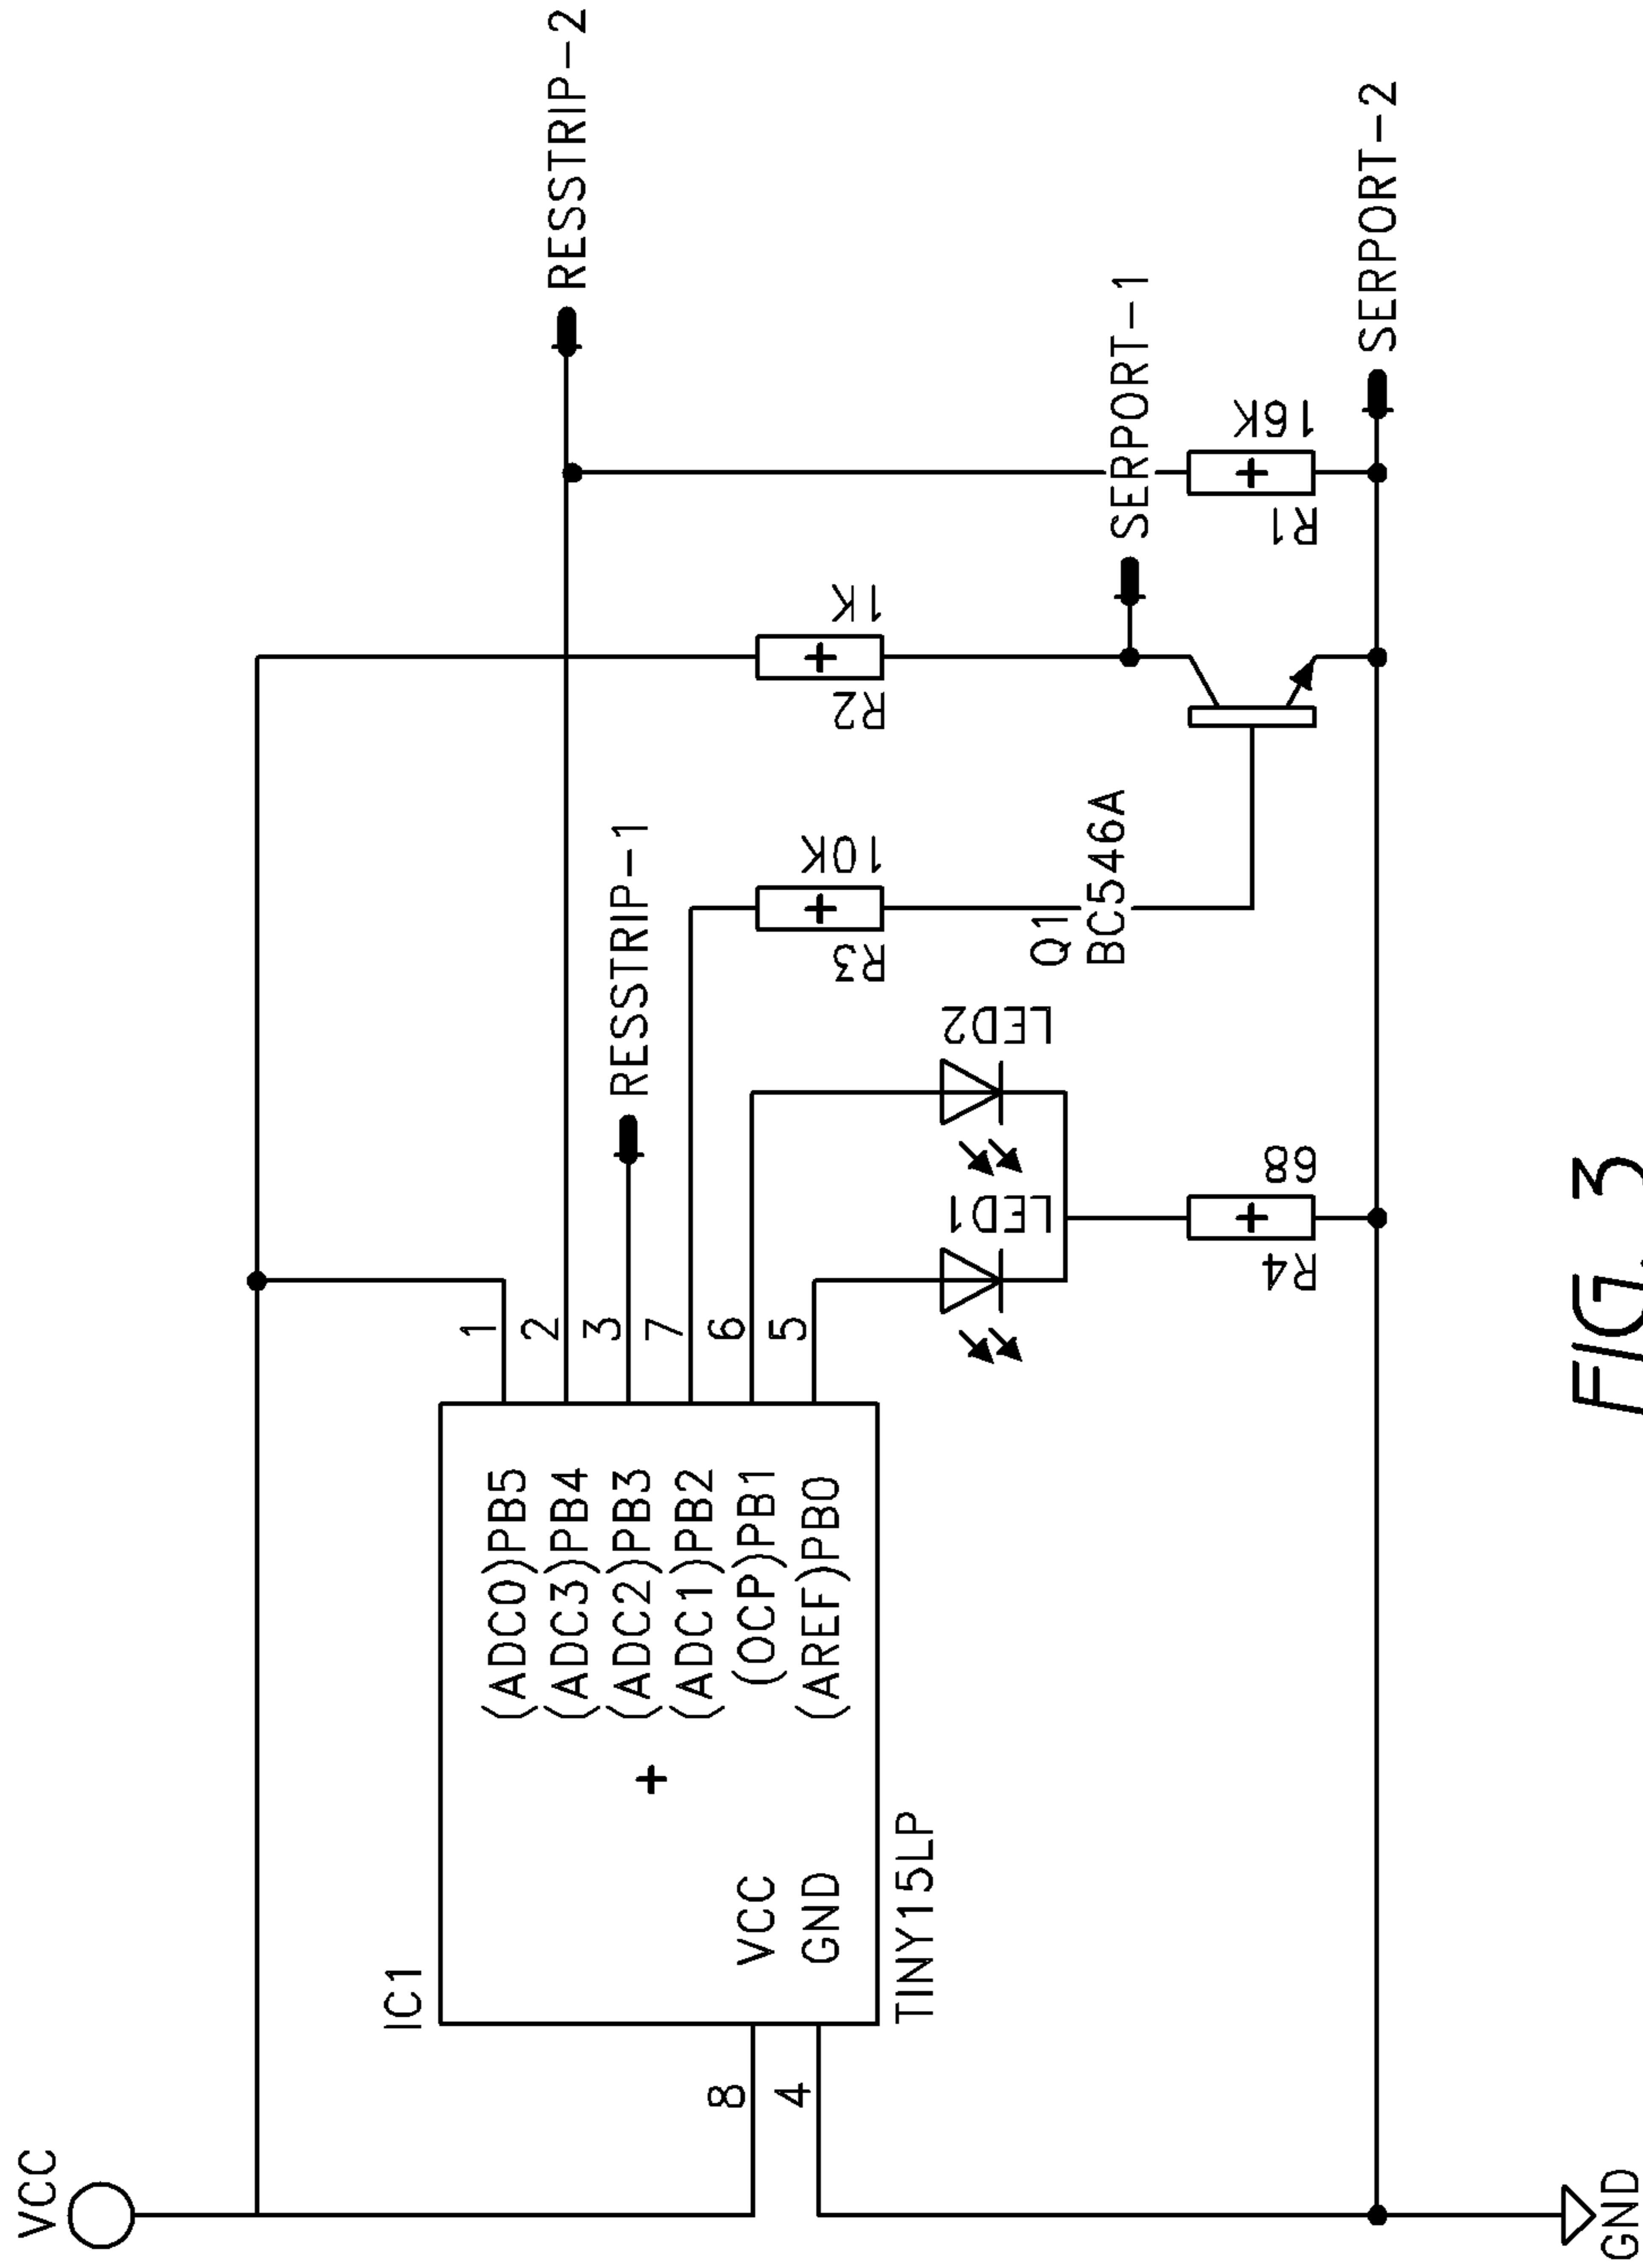 VCC
IC1
8
4
VCC
GND
TINY15LP
+
(ADC0)PB5
(ADC3)PB4
(ADC2)PB3
(ADC1)PB2
(OCP)PB1
(AREF)PB0
1
2
3
7
6
5
RESSTRIP-1
RESSTRIP-2
LED1
LED2
R4
+
68
R3
+
10K
Q1
BC546A
R2
+
1K
SERPORT-1
R1
+
16K
SERPORT-2
GND
FIG. 3